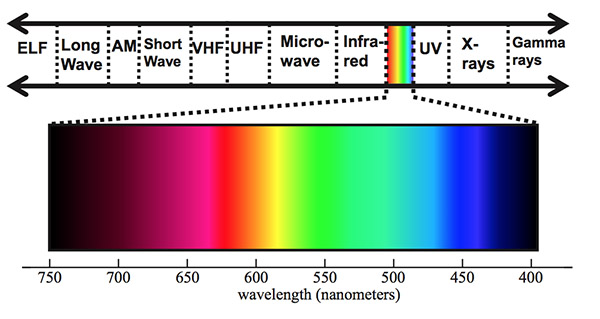 ELF Long Wave AM Short Wave VHF UHF Micro-wave Infra-red UV X-rays Gamma rays
750 700 650 600 550 500 450 400
wavelength (nanometers)